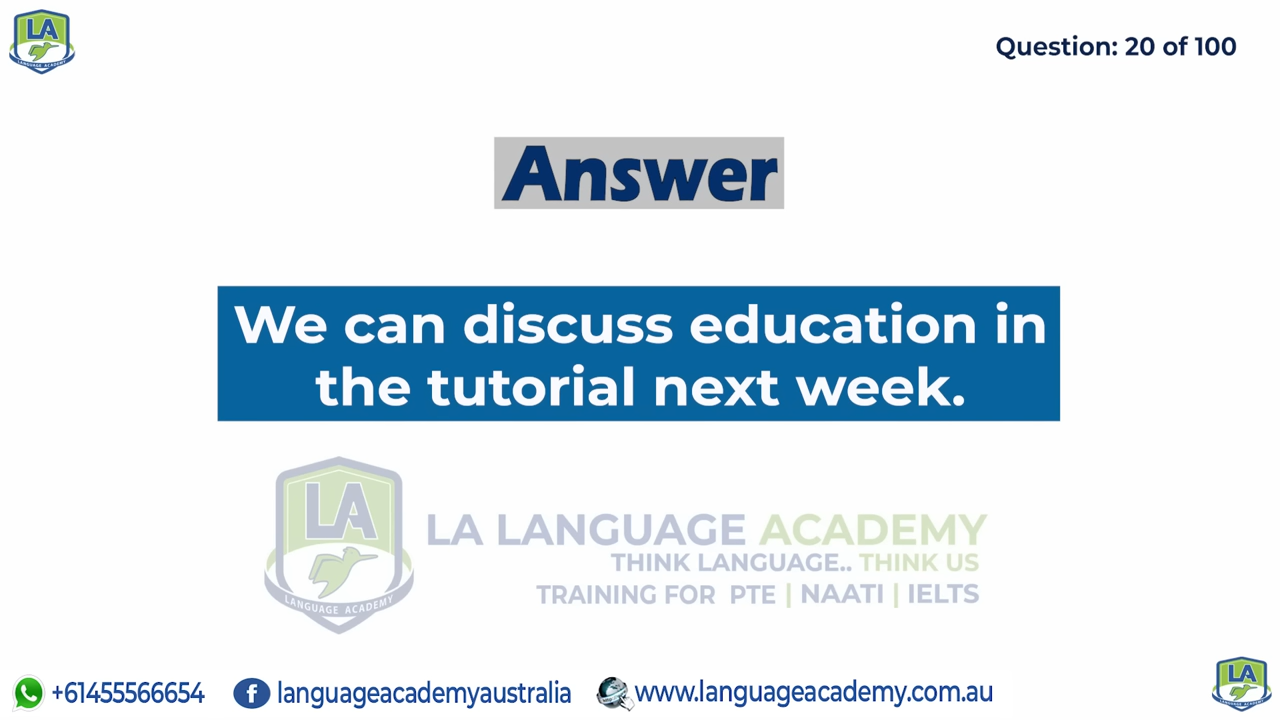 LA
LANGUAGE ACADEMY
Question: 20 of 100
Answer
We can discuss education in
the tutorial next week.
LA
LANGUAGE ACADEMY
LA LANGUAGE ACADEMY
THINK LANGUAGE.. THINK US
TRAINING FOR PTE | NAATI | IELTS
+61455566654
languageacademyaustralia
www.languageacademy.com.au
LA
LANGUAGE ACADEMY